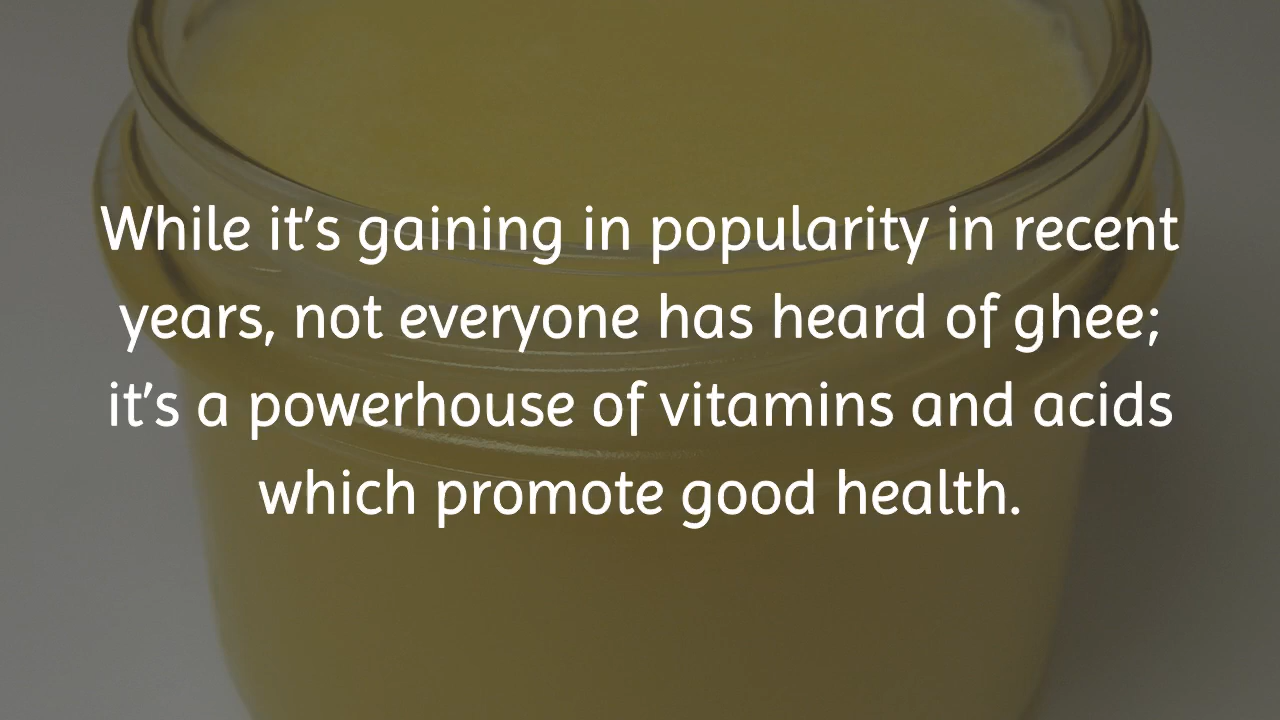 While it’s gaining in popularity in recent
years, not everyone has heard of ghee;
it’s a powerhouse of vitamins and acids
which promote good health.